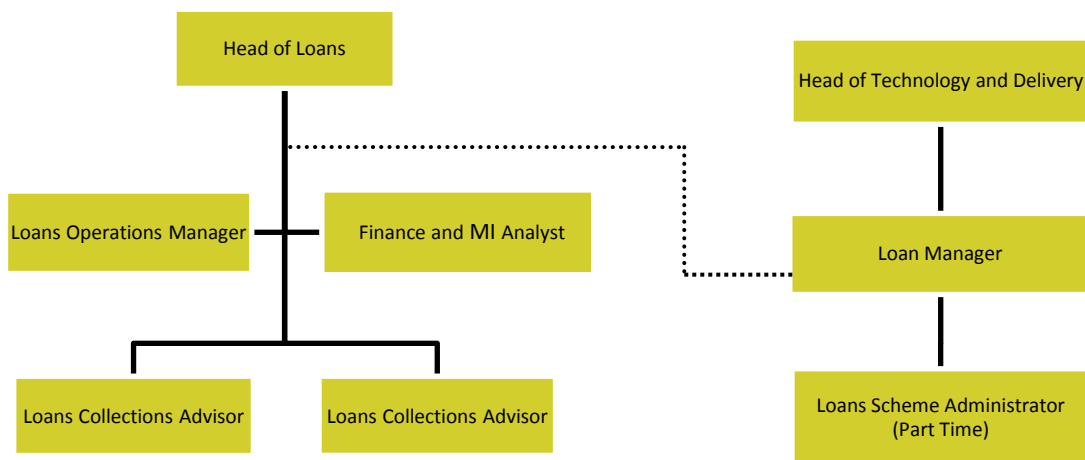 Head of Loans
Head of Technology and Delivery
Loans Operations Manager
Finance and MI Analyst
Loan Manager
Loans Collections Advisor
Loans Collections Advisor
Loans Scheme Administrator
(Part Time)